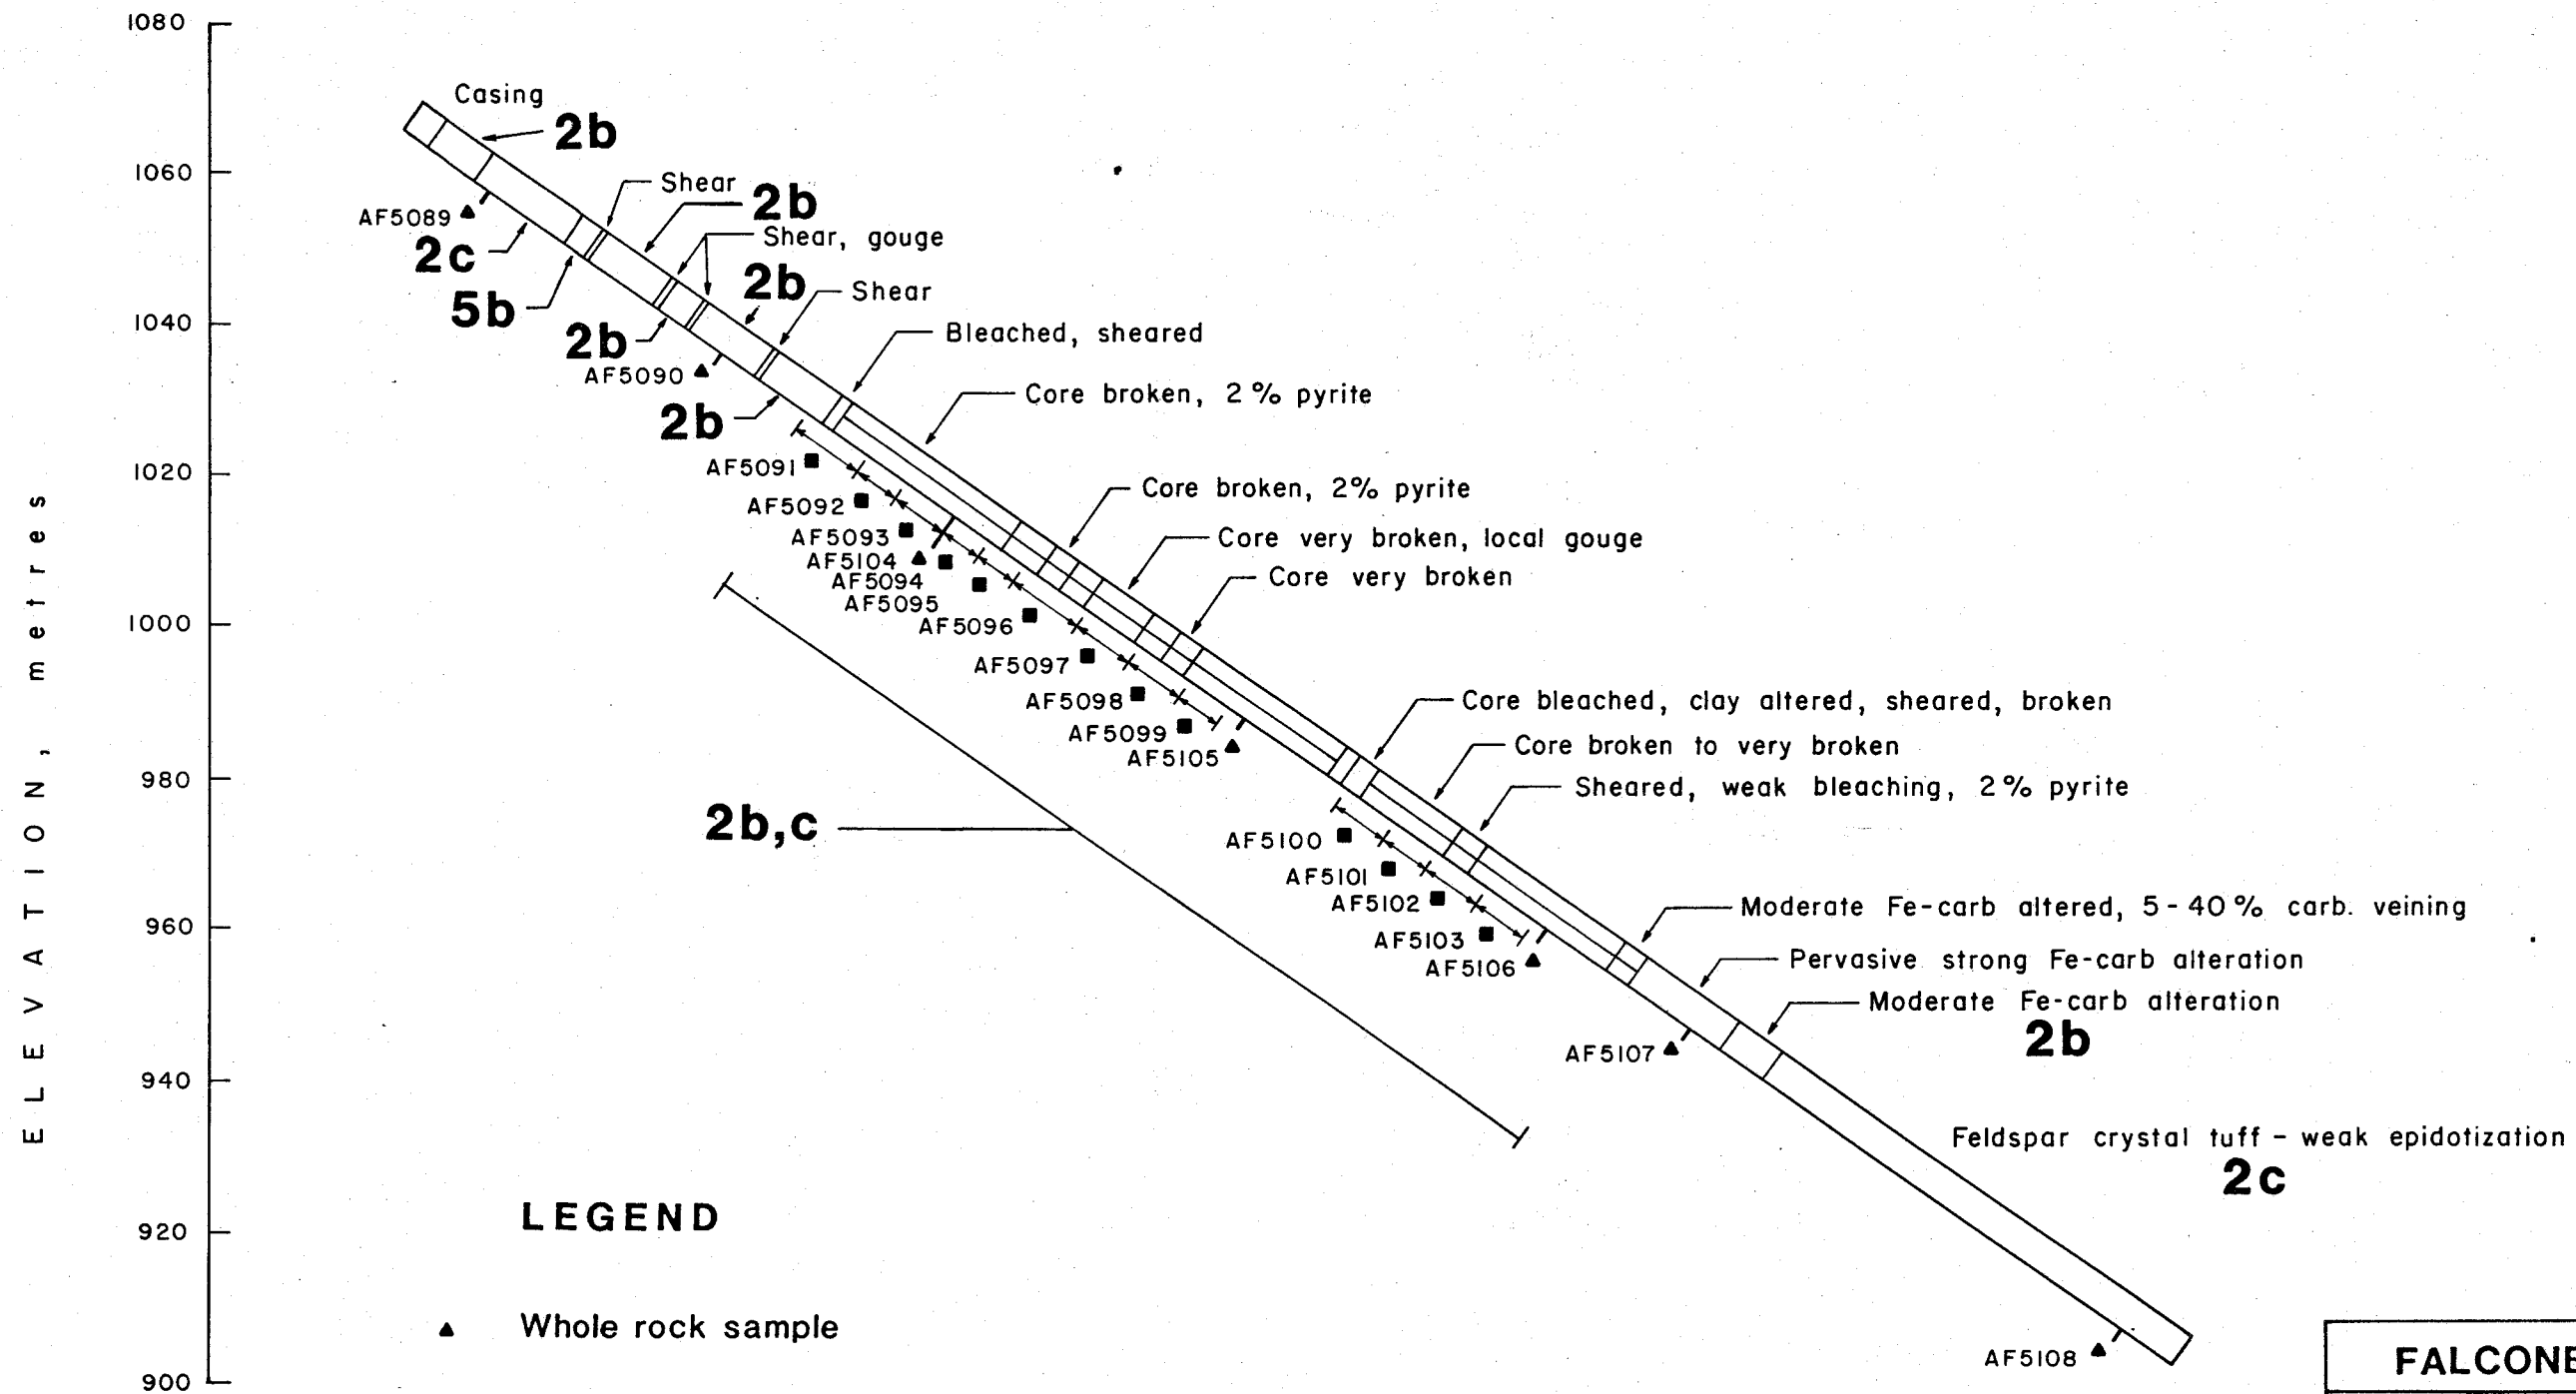 1080
Casing
2b
1060
Shear
2b
AF5089
Shear, gouge
2c
2b
Shear
5b
1040
Bleached, sheared
2b
AF5090
Core broken, 2% pyrite
2b
AF5091
1020
Core broken, 2% pyrite
AF5092
AF5093
Core very broken, local gouge
AF5104
AF5094
Core very broken
AF5095
1000
AF5096
AF5097
AF5098
Core bleached, clay altered, sheared, broken
AF5099
Core broken to very broken
AF5105
980
Sheared, weak bleaching, 2% pyrite
2b,c
AF5100
AF5101
AF5102
Moderate Fe-carb altered, 5-40% carb. veining
960
AF5103
Pervasive strong Fe-carb alteration
AF5106
Moderate Fe-carb alteration
2b
AF5107
940
Feldspar crystal tuff - weak epidotization
2c
920
LEGEND
Whole rock sample
AF5108
900
ELEVATION, metres